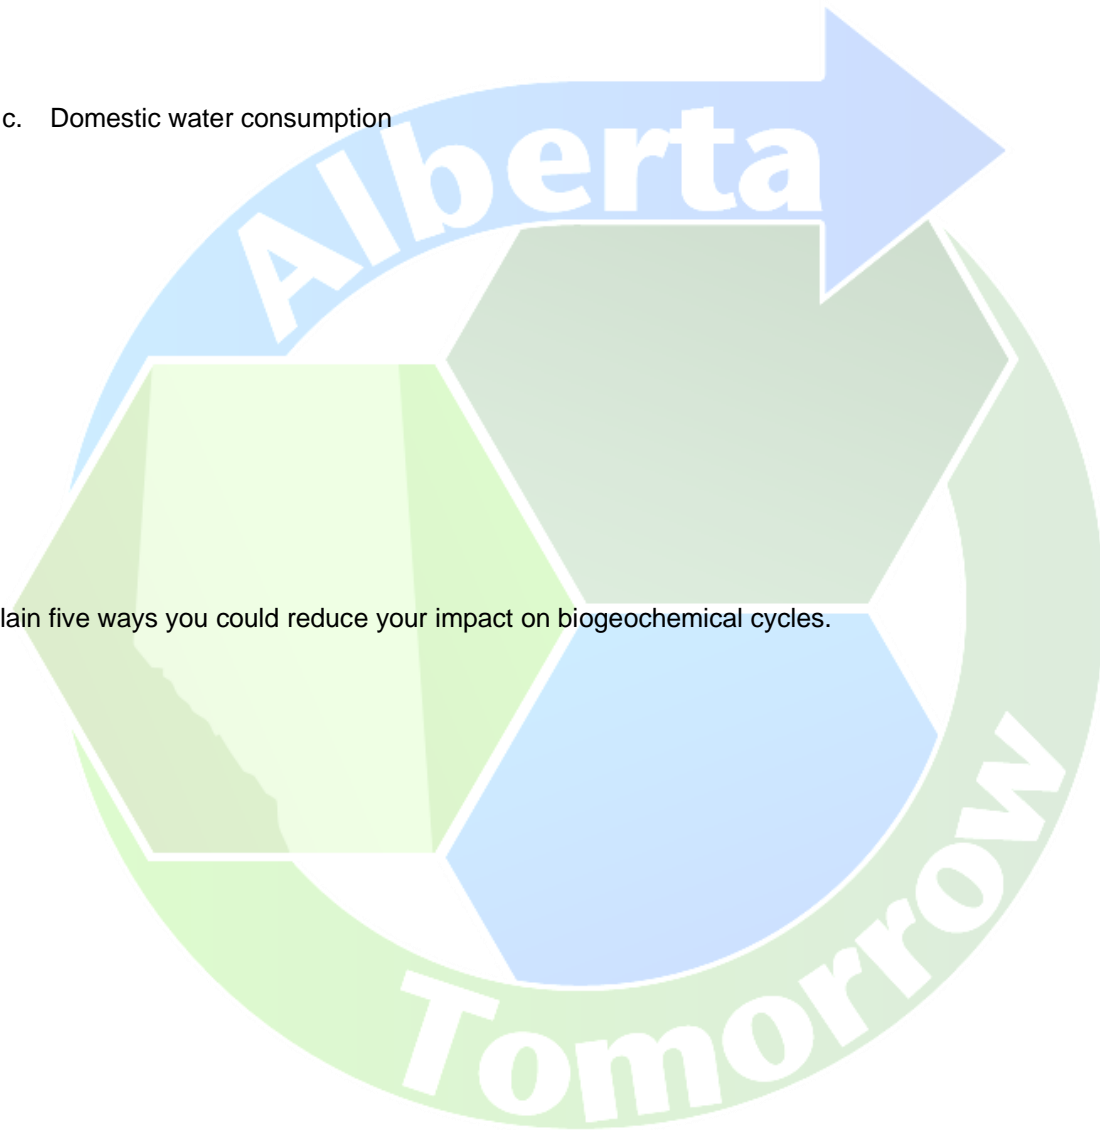 c. Domestic water consumption
Alberta
lain five ways you could reduce your impact on biogeochemical cycles.
Tomorrow